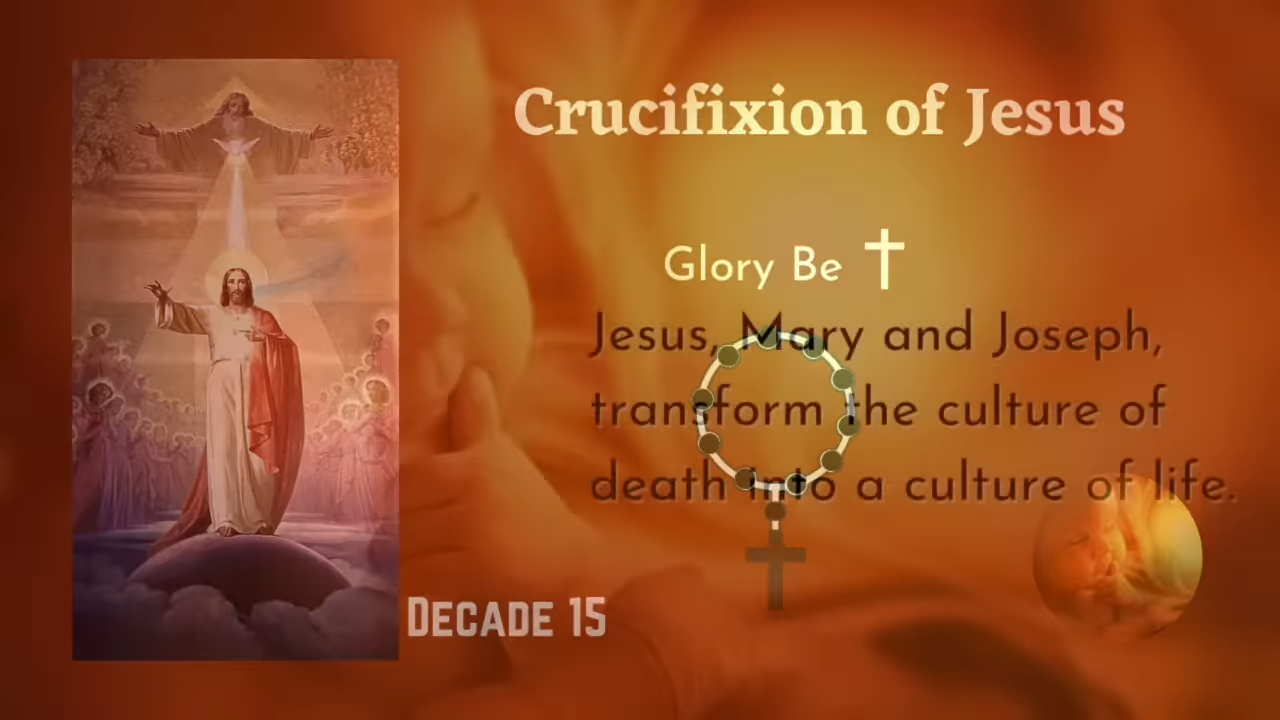 Crucifixion of Jesus
Glory Be
Jesus, Mary and Joseph,
transform the culture of
death into a culture of life.
Decade 15